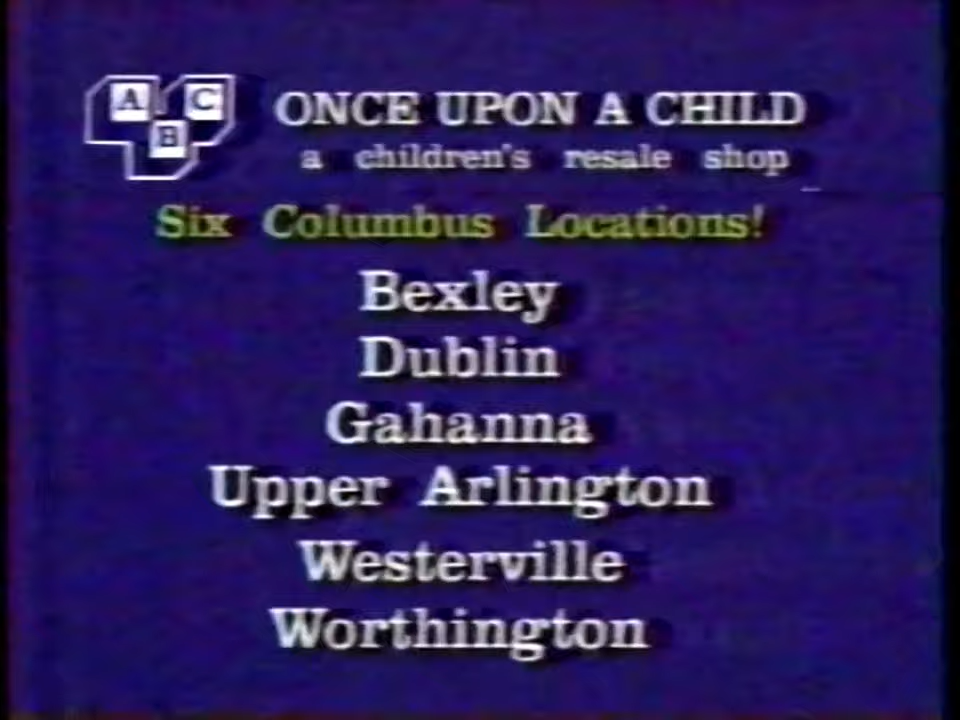 A C
B
ONCE UPON A CHILD
a children's resale shop
Six Columbus Locations!
Bexley
Dublin
Gahanna
Upper Arlington
Westerville
Worthington